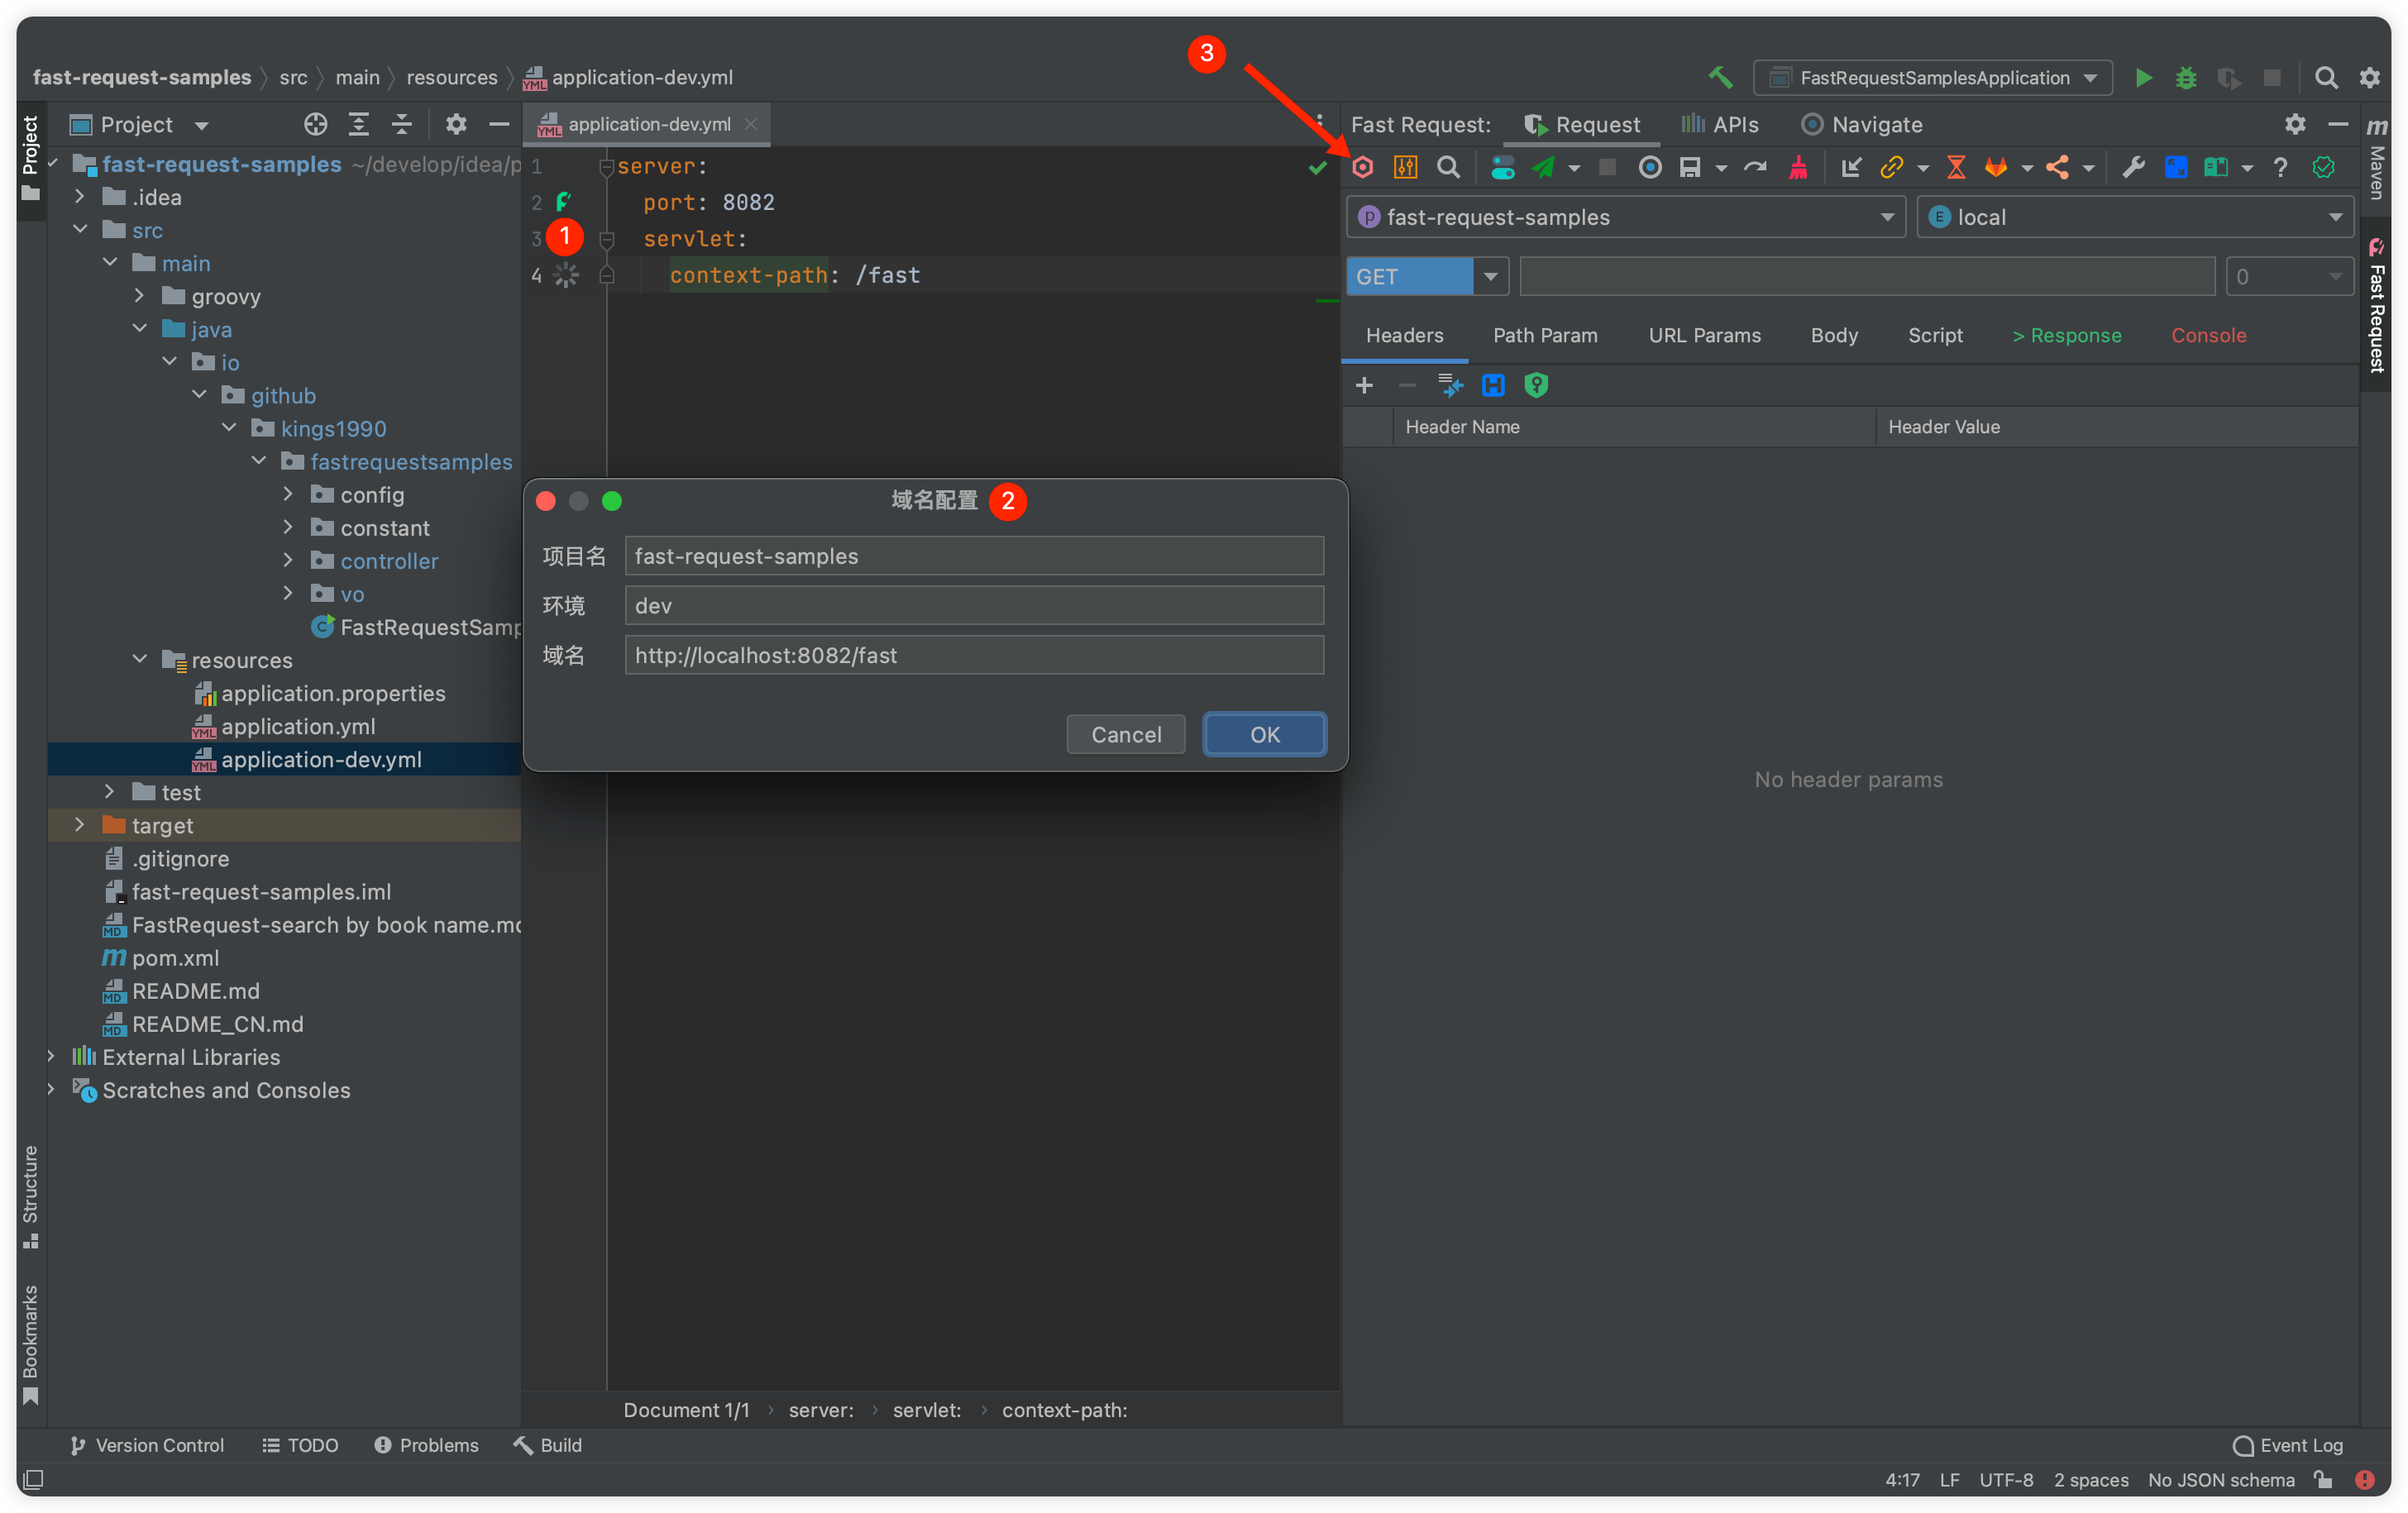 3
fast-request-samples src main resources application-dev.yml
FastRequestSamplesApplication
Project
Project
application-dev.yml
Fast Request: Request APIs Navigate
Maven
Fast Request
fast-request-samples ~/develop/idea/p
.idea
src
main
groovy
java
io
github
kings1990
fastrequestsamples
config
constant
controller
vo
FastRequestSamp
resources
application.properties
application.yml
application-dev.yml
test
target
.gitignore
fast-request-samples.iml
FastRequest-search by book name.mc
pom.xml
README.md
README_CN.md
External Libraries
Scratches and Consoles
Structure
Bookmarks
1 server:
2 port: 8082
3 1 servlet:
4 context-path: /fast
fast-request-samples
local
GET
0
Headers Path Param URL Params Body Script > Response Console
Header Name Header Value
No header params
域名配置 2
项目名 fast-request-samples
环境 dev
域名 http://localhost:8082/fast
Cancel OK
Document 1/1 server: servlet: context-path:
Version Control TODO Problems Build Event Log
4:17 LF UTF-8 2 spaces No JSON schema